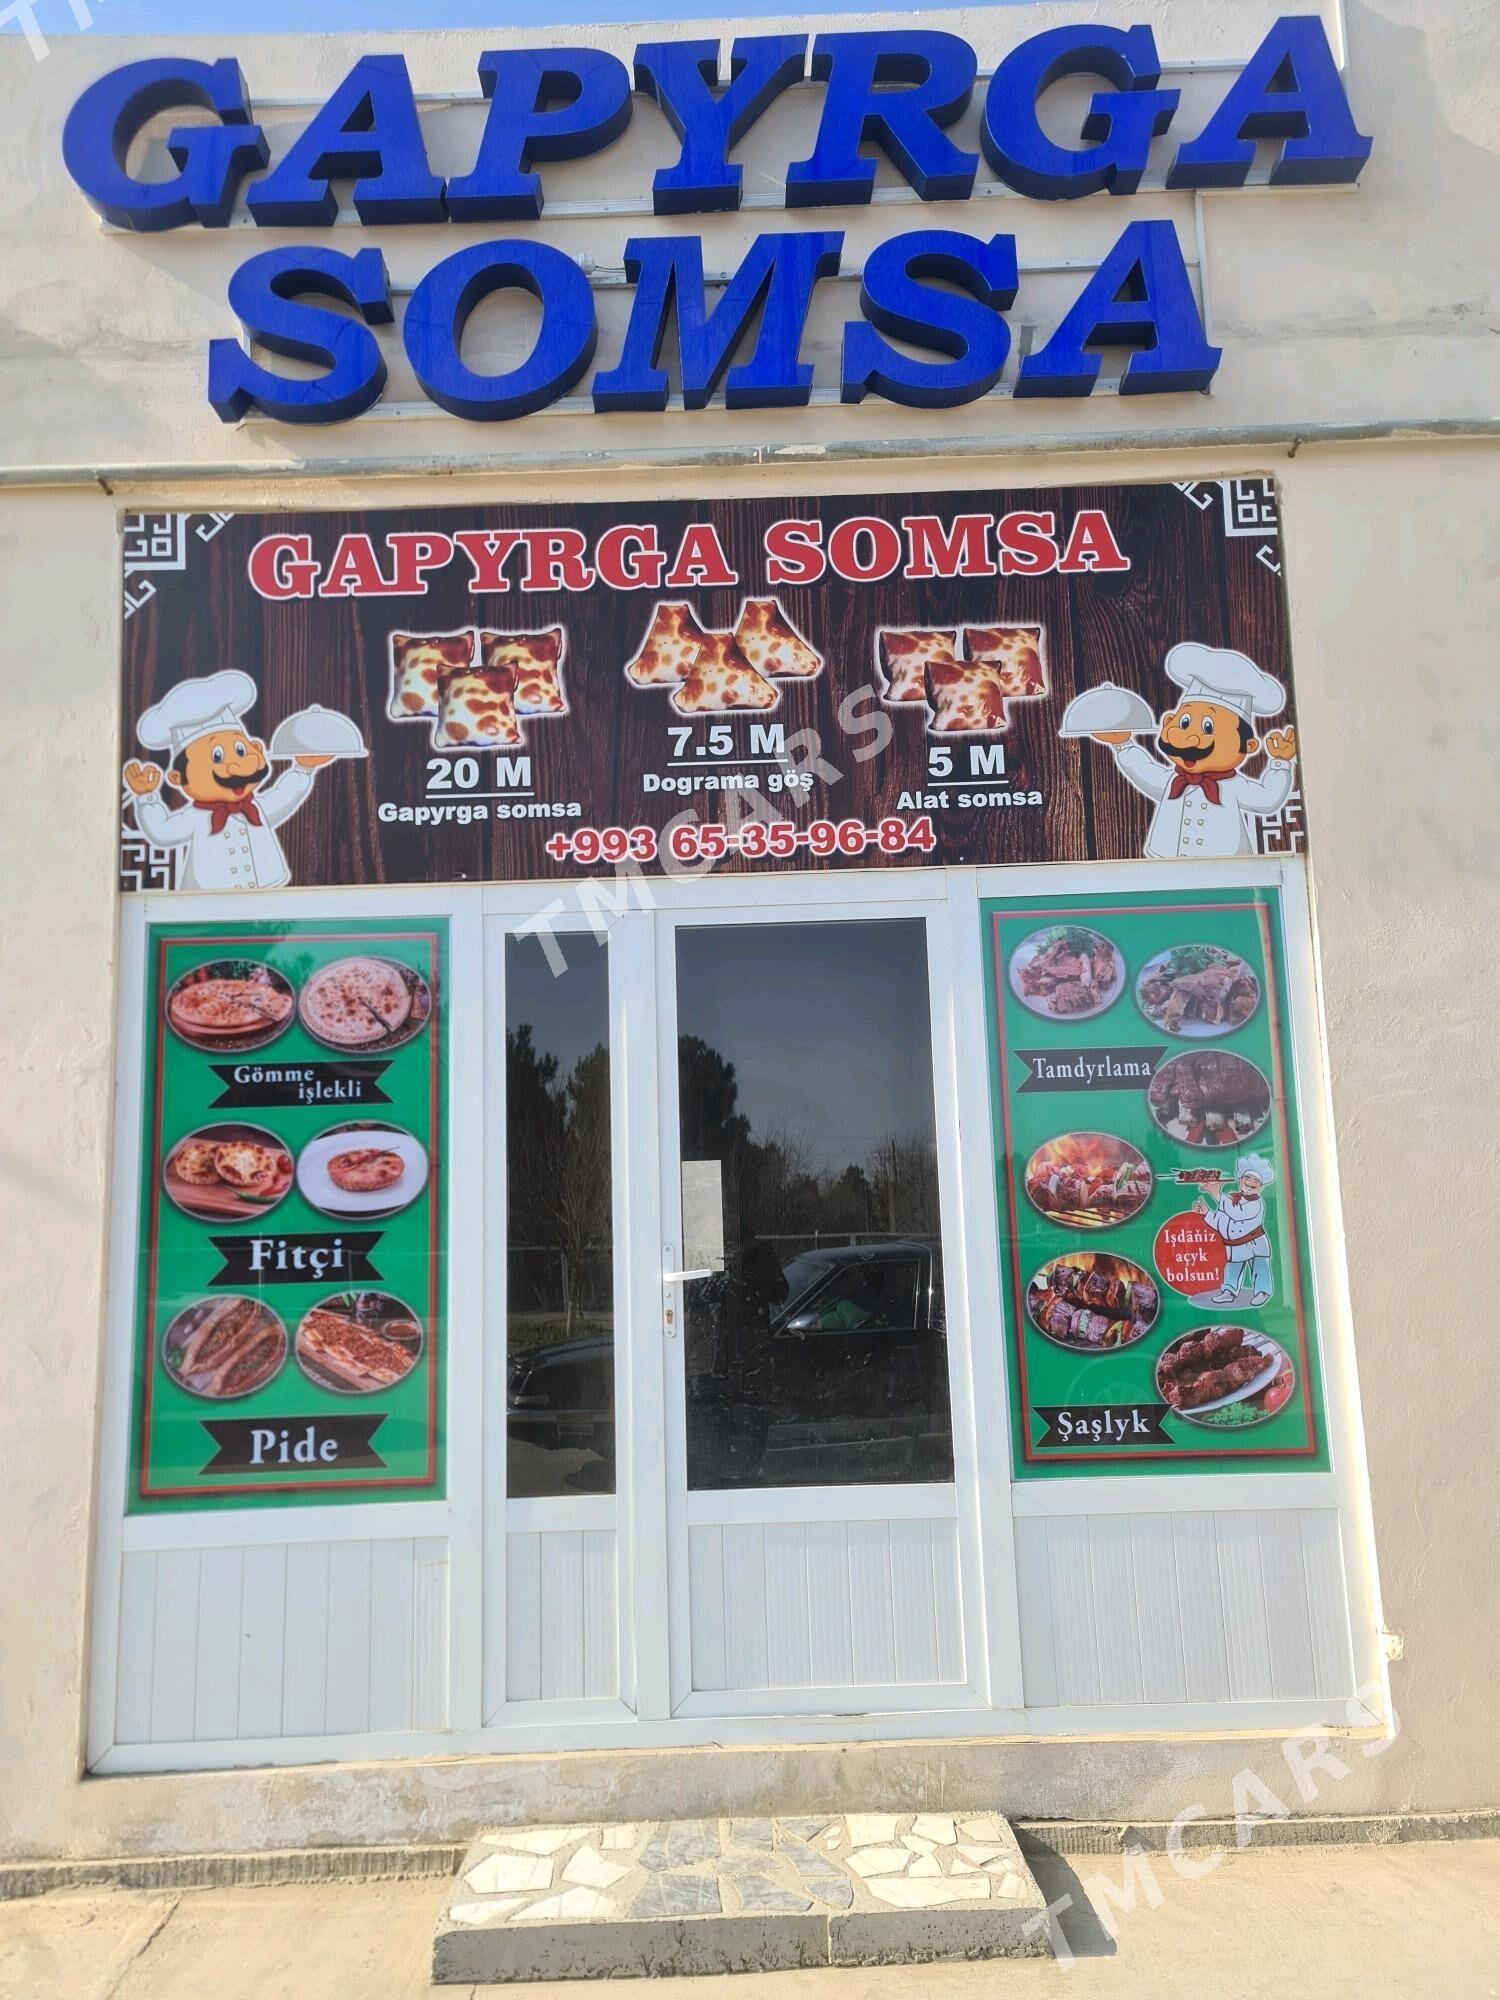 GAPYRGA
SOMSA
GAPYRGA SOMSA
20 M
Gapyrga somsa
7.5 M
Dograma göş
5 M
Alat somsa
+993 65-35-96-84
Gömme
işlekli
Fitçi
Pide
Tamdyrlama
Işdäňiz
açyk
bolsun!
Şaşlyk
TMCARS
TMCARS